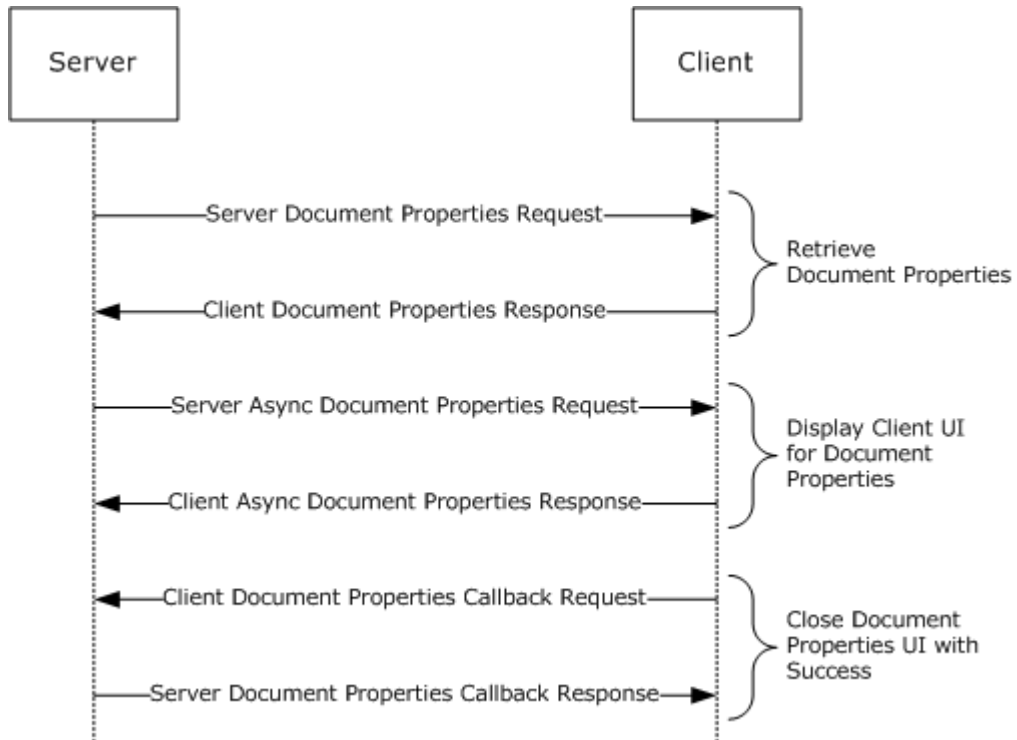 Server
Client
Server Document Properties Request
Retrieve
Document Properties
Client Document Properties Response
Server Async Document Properties Request
Display Client UI
for Document
Properties
Client Async Document Properties Response
Client Document Properties Callback Request
Close Document
Properties UI with
Success
Server Document Properties Callback Response